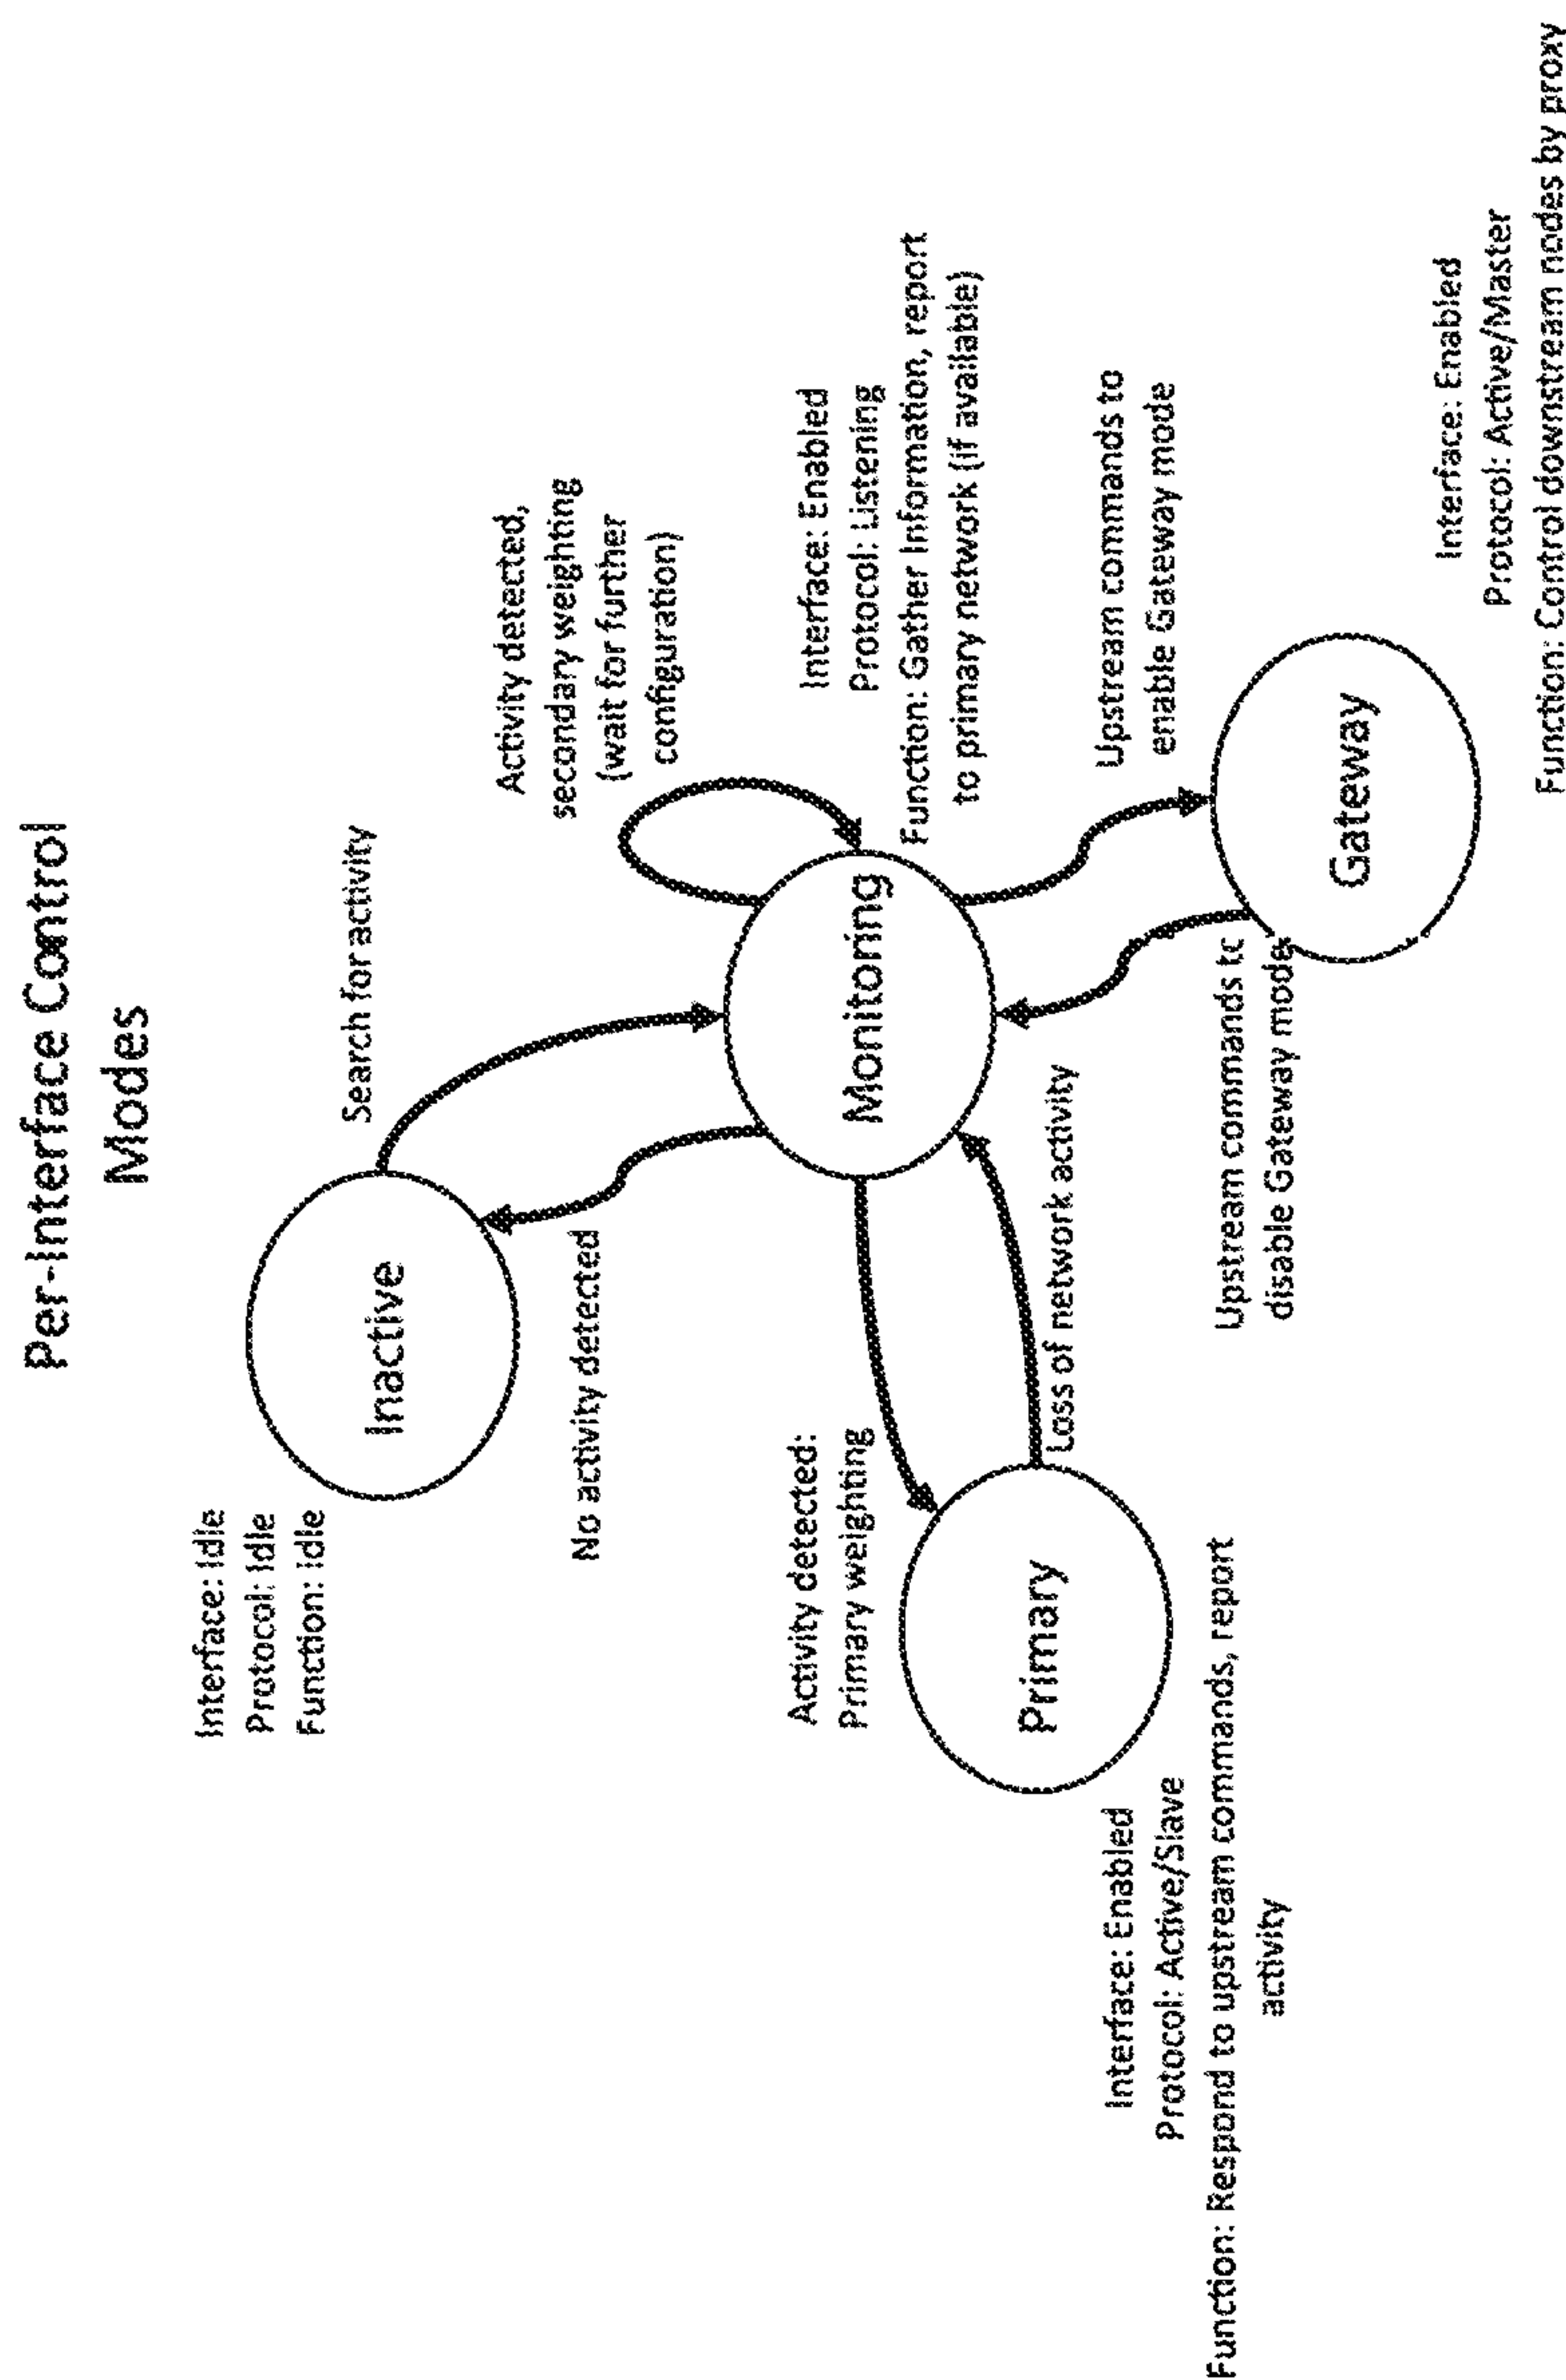 Per-Interface Control
Modes
Interface: Idle
Protocol: Idle
Function: Idle
Inactive
Search for activity
No activity detected
Activity detected,
secondary weighting
(wait for further
configuration)
Activity detected:
Primary weighting
Monitoring
Interface: Enabled
Protocol: Listening
Function: Gather Information, report
to primary network (if available)
Primary
Loss of network activity
Interface: Enabled
Protocol: Active/Slave
Function: Respond to upstream commands, report
activity
Upstream commands to
enable Gateway mode
Upstream commands to
disable Gateway mode
Gateway
Interface: Enabled
Protocol: Active/Master
Function: Control downstream nodes by proxy